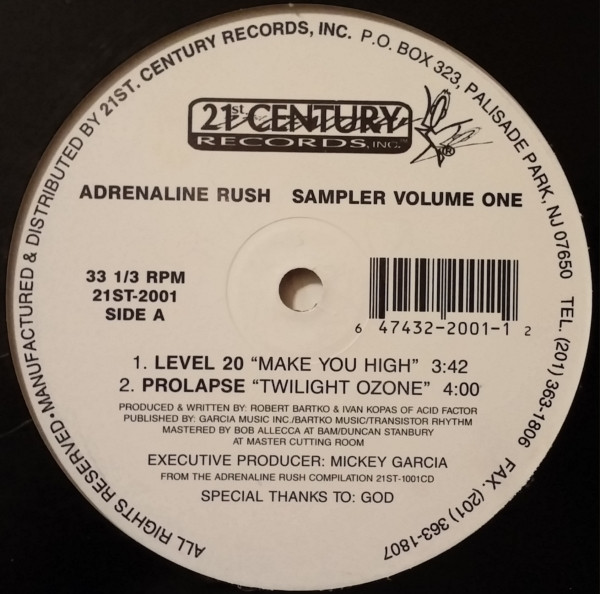 ALL RIGHTS RESERVED•MANUFACTURED & DISTRIBUTED BY 21ST. CENTURY RECORDS, INC. P.O. BOX 323, PALISADE PARK, NJ 07650 TEL. (201) 363-1806 FAX. (201) 363-1807
21st CENTURY
RECORDS, INC.™
ADRENALINE RUSH SAMPLER VOLUME ONE
33 1/3 RPM
21ST-2001
SIDE A
6 47432-2001-1 2
1. LEVEL 20 “MAKE YOU HIGH” 3:42
2. PROLAPSE “TWILIGHT OZONE” 4:00
PRODUCED & WRITTEN BY: ROBERT BARTKO & IVAN KOPAS OF ACID FACTOR
PUBLISHED BY: GARCIA MUSIC INC./BARTKO MUSIC/TRANSISTOR RHYTHM
MASTERED BY BOB ALLECCA AT BAM/DUNCAN STANBURY
AT MASTER CUTTING ROOM
EXECUTIVE PRODUCER: MICKEY GARCIA
FROM THE ADRENALINE RUSH COMPILATION 21ST-1001CD
SPECIAL THANKS TO: GOD